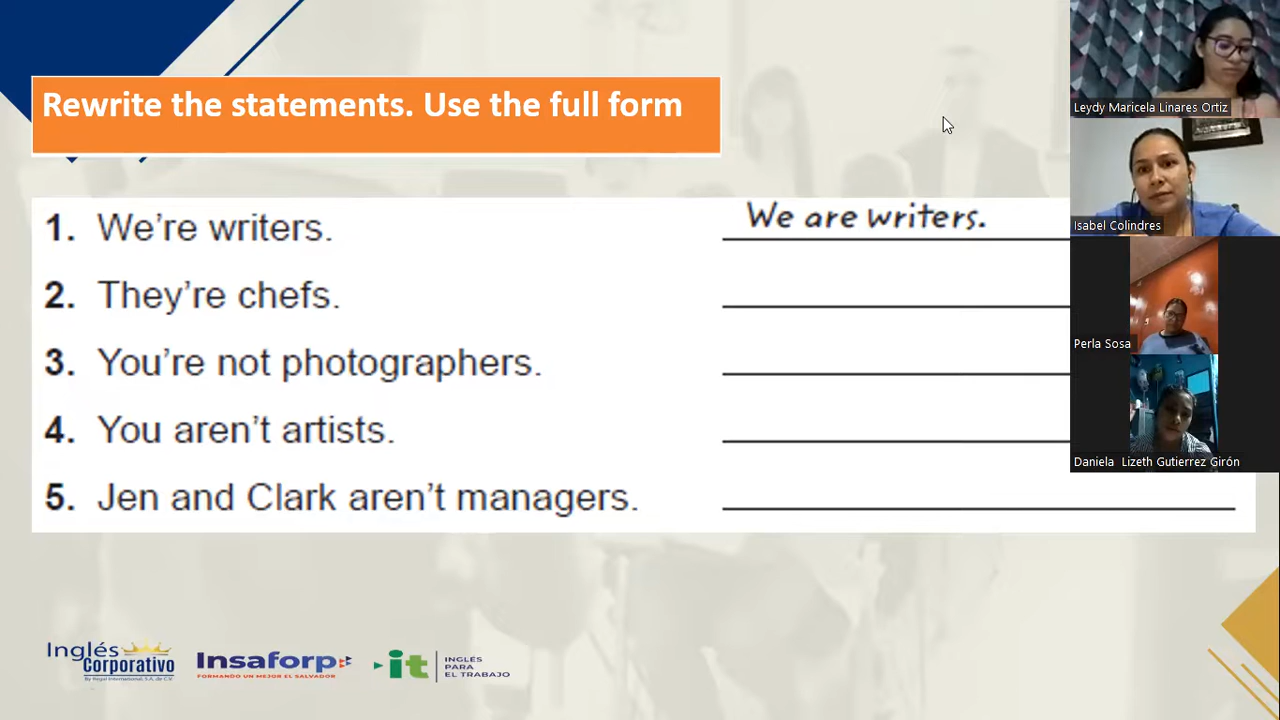 Rewrite the statements. Use the full form
1. We're writers. We are writers.
2. They're chefs.
3. You're not photographers.
4. You aren't artists.
5. Jen and Clark aren't managers.
Leydy Maricela Linares Ortiz
Isabel Colindres
Perla Sosa
Daniela Lizeth Gutierrez Girón
Inglés
Corporativo
By Regal International, S.A. de C.V.
Insaforp
FORMANDO UN MEJOR EL SALVADOR
it
INGLÉS
PARA
EL TRABAJO